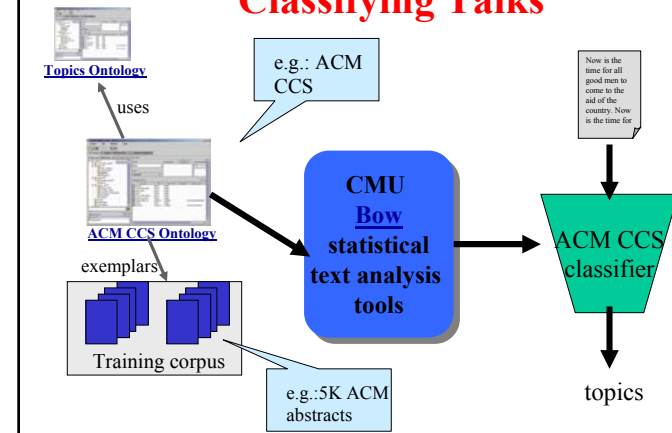 Classifying Talks
Topics Ontology
uses
e.g.: ACM
CCS
Now is the
time for all
good men to
come to the
aid of the
country. Now
is the time for
ACM CCS Ontology
exemplars
Training corpus
CMU
Bow
statistical
text analysis
tools
ACM CCS
classifier
e.g.:5K ACM
abstracts
topics